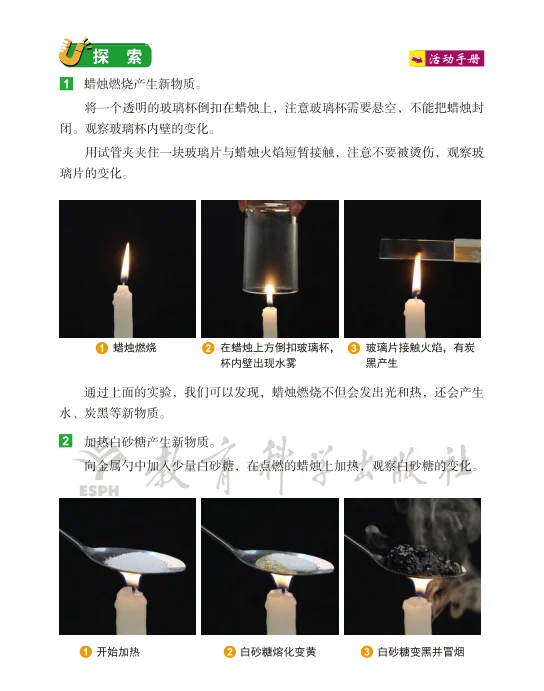 探索
活动手册
1 蜡烛燃烧产生新物质。
将一个透明的玻璃杯倒扣在蜡烛上，注意玻璃杯需要悬空，不能把蜡烛封
闭。观察玻璃杯内壁的变化。
用试管夹夹住一块玻璃片与蜡烛火焰短暂接触，注意不要被烫伤，观察玻
璃片的变化。
1 蜡烛燃烧
2 在蜡烛上方倒扣玻璃杯，
杯内壁出现水雾
3 玻璃片接触火焰，有炭
黑产生
通过上面的实验，我们可以发现，蜡烛燃烧不但会发出光和热，还会产生
水、炭黑等新物质。
2 加热白砂糖产生新物质。
向金属勺中加入少量白砂糖，在点燃的蜡烛上加热，观察白砂糖的变化。
ESPH 教育科学出版社
1 开始加热
2 白砂糖熔化变黄
3 白砂糖变黑并冒烟